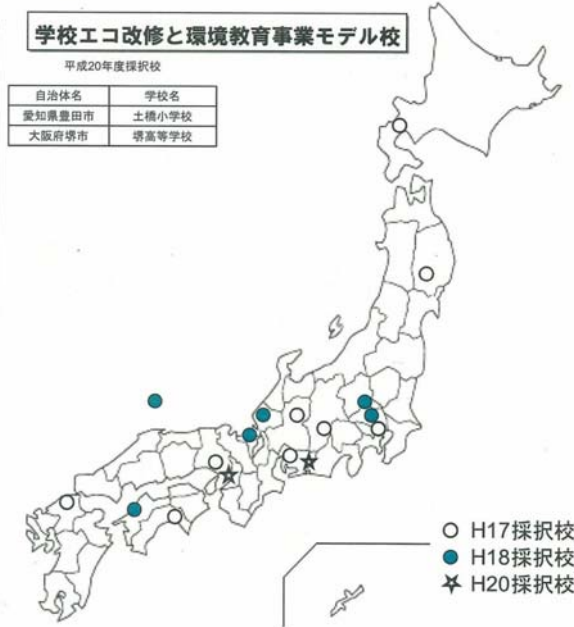 学校エコ改修と環境教育事業モデル校
平成20年度採択校
自治体名 学校名
愛知県豊田市 土橋小学校
大阪府堺市 堺高等学校
H17採択校
H18採択校
H20採択校